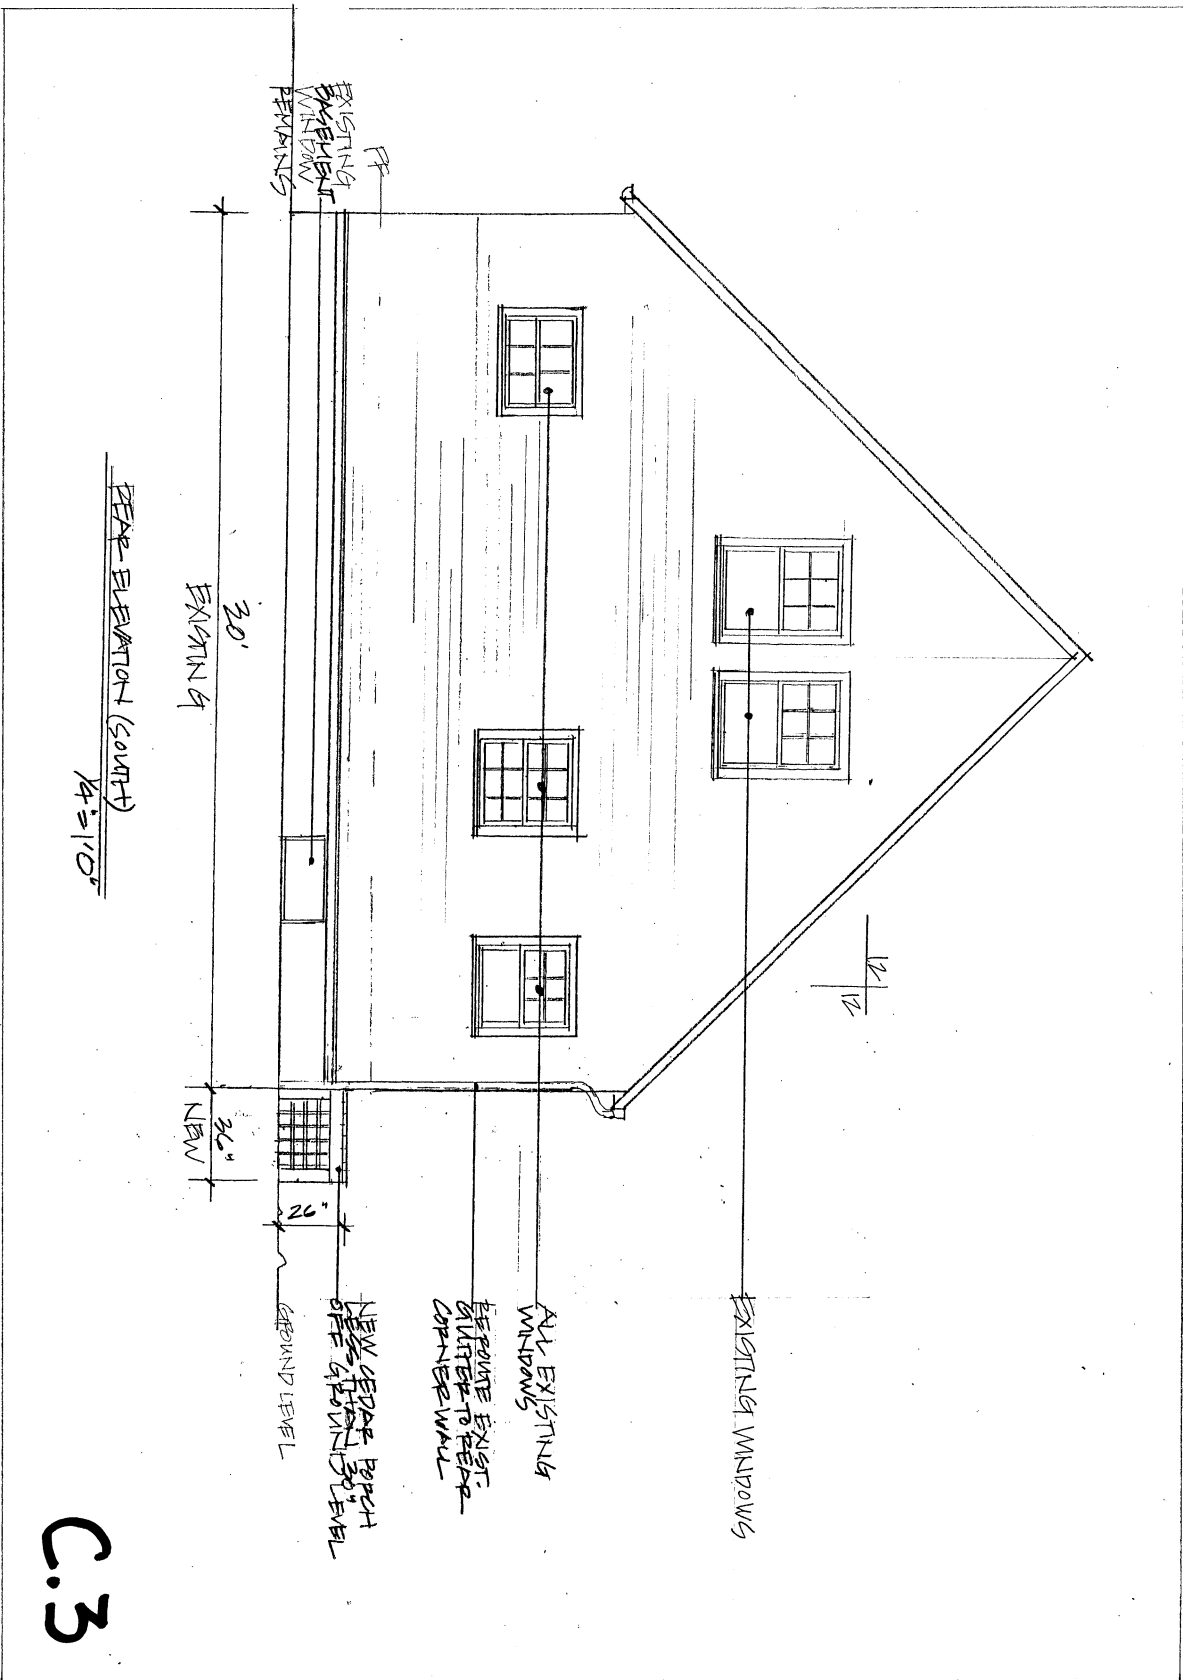 EXISTING WINDOWS
12
12
ALL EXISTING
WINDOWS
REROUTE EXIST.
GUTTER TO REAR
CORNER WALL
NEW CEDAR PORCH
LESS THAN 30"
OFF GROUND LEVEL
GROUND LEVEL
26"
FF
EXISTING
BASEMENT
WINDOW
REMAINS
30'
EXISTING
36"
NEW
REAR ELEVATION (SOUTH)
1/4"=1'0"
C.3